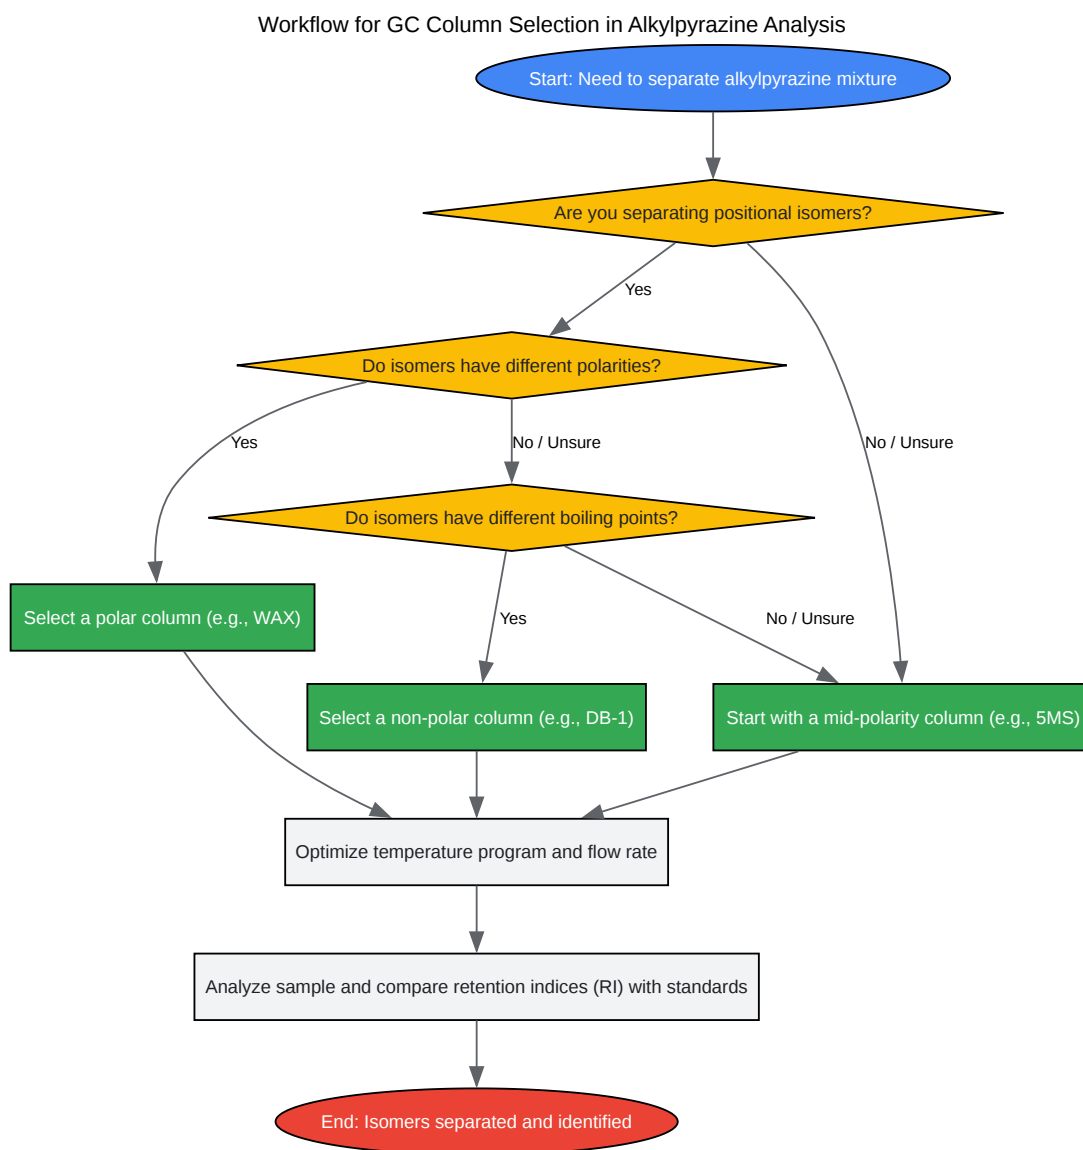 Workflow for GC Column Selection in Alkylpyrazine Analysis
Start: Need to separate alkylpyrazine mixture
Are you separating positional isomers?
Yes
Do isomers have different polarities?
Yes
No / Unsure
No / Unsure
Do isomers have different boiling points?
Select a polar column (e.g., WAX)
Yes
No / Unsure
Select a non-polar column (e.g., DB-1)
Start with a mid-polarity column (e.g., 5MS)
Optimize temperature program and flow rate
Analyze sample and compare retention indices (RI) with standards
End: Isomers separated and identified